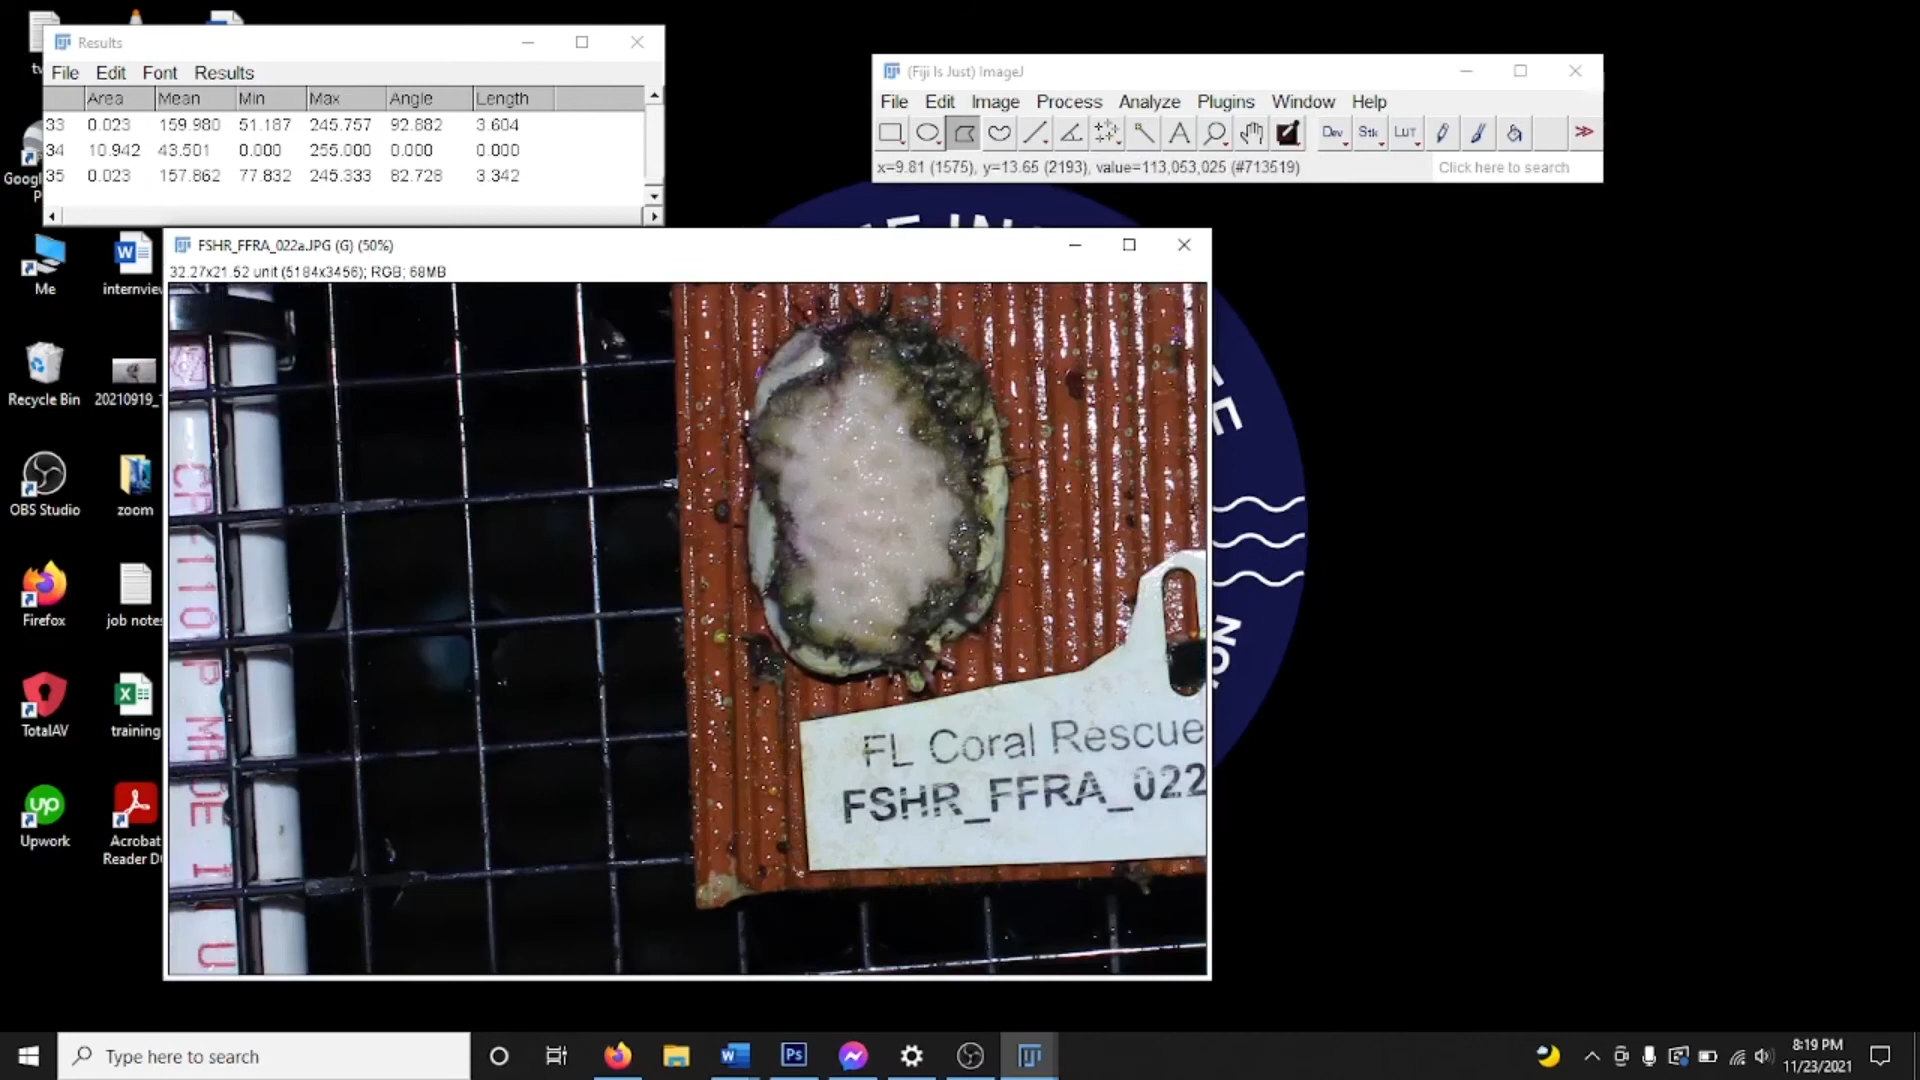 Results
File Edit Font Results
Area Mean Min Max Angle Length
33 0.023 159.980 51.187 245.757 92.882 3.604
34 10.942 43.501 0.000 255.000 0.000 0.000
35 0.023 157.862 77.832 245.333 82.728 3.342
(Fiji Is Just) ImageJ
File Edit Image Process Analyze Plugins Window Help
Dev Stk LUT
x=9.81 (1575), y=13.65 (2193), value=113,053,025 (#713519)
Click here to search
FSHR_FFRA_022a.JPG (G) (50%)
32.27x21.52 unit (5184x3456); RGB; 68MB
FL Coral Rescue
FSHR_FFRA_022
Me
internvie
Recycle Bin
20210919_
OBS Studio
zoom
Firefox
job notes
TotalAV
training
Upwork
Acrobat
Reader D
Type here to search
8:19 PM
11/23/2021